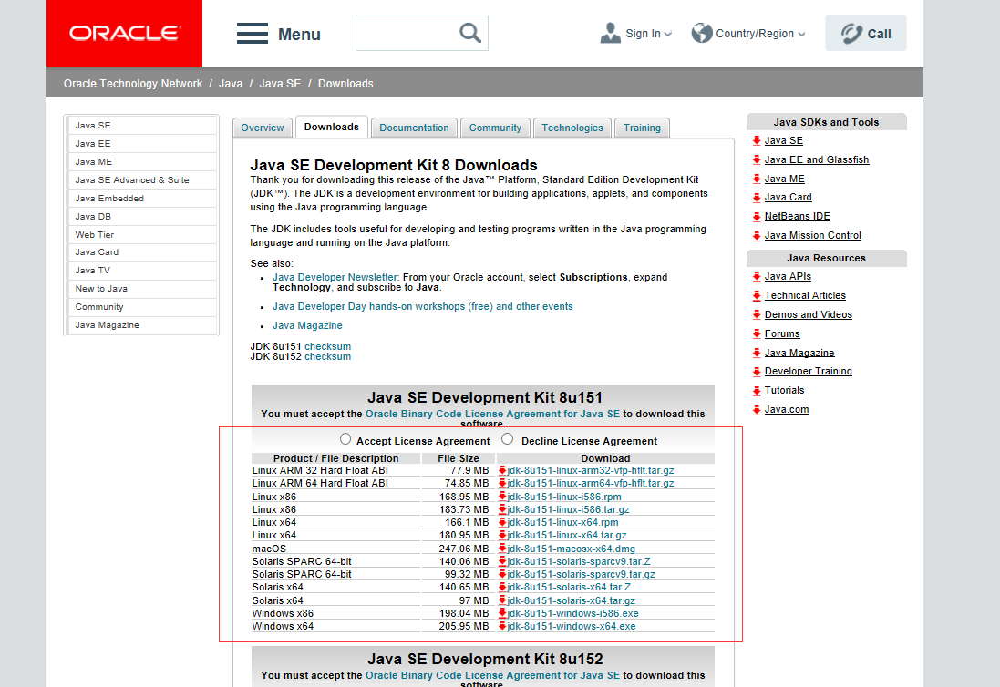 ORACLE
Menu
Sign In
Country/Region
Call
Oracle Technology Network / Java / Java SE / Downloads
Java SE
Java EE
Java ME
Java SE Advanced & Suite
Java Embedded
Java DB
Web Tier
Java Card
Java TV
New to Java
Community
Java Magazine
Overview
Downloads
Documentation
Community
Technologies
Training
Java SE Development Kit 8 Downloads
Thank you for downloading this release of the Java™ Platform, Standard Edition Development Kit
(JDK™). The JDK is a development environment for building applications, applets, and components
using the Java programming language.
The JDK includes tools useful for developing and testing programs written in the Java programming
language and running on the Java platform.
See also:
Java Developer Newsletter: From your Oracle account, select Subscriptions, expand
Technology, and subscribe to Java.
Java Developer Day hands-on workshops (free) and other events
Java Magazine
JDK 8u151 checksum
JDK 8u152 checksum
Java SE Development Kit 8u151
You must accept the Oracle Binary Code License Agreement for Java SE to download this
software.
Accept License Agreement Decline License Agreement
Product / File Description File Size Download
Linux ARM 32 Hard Float ABI 77.9 MB jdk-8u151-linux-arm32-vfp-hflt.tar.gz
Linux ARM 64 Hard Float ABI 74.85 MB jdk-8u151-linux-arm64-vfp-hflt.tar.gz
Linux x86 168.95 MB jdk-8u151-linux-i586.rpm
Linux x86 183.73 MB jdk-8u151-linux-i586.tar.gz
Linux x64 166.1 MB jdk-8u151-linux-x64.rpm
Linux x64 180.95 MB jdk-8u151-linux-x64.tar.gz
macOS 247.06 MB jdk-8u151-macosx-x64.dmg
Solaris SPARC 64-bit 140.06 MB jdk-8u151-solaris-sparcv9.tar.Z
Solaris SPARC 64-bit 99.32 MB jdk-8u151-solaris-sparcv9.tar.gz
Solaris x64 140.65 MB jdk-8u151-solaris-x64.tar.Z
Solaris x64 97 MB jdk-8u151-solaris-x64.tar.gz
Windows x86 198.04 MB jdk-8u151-windows-i586.exe
Windows x64 205.95 MB jdk-8u151-windows-x64.exe
Java SE Development Kit 8u152
You must accept the Oracle Binary Code License Agreement for Java SE to download this
software.
Java SDKs and Tools
Java SE
Java EE and Glassfish
Java ME
Java Card
NetBeans IDE
Java Mission Control
Java Resources
Java APIs
Technical Articles
Demos and Videos
Forums
Java Magazine
Developer Training
Tutorials
Java.com